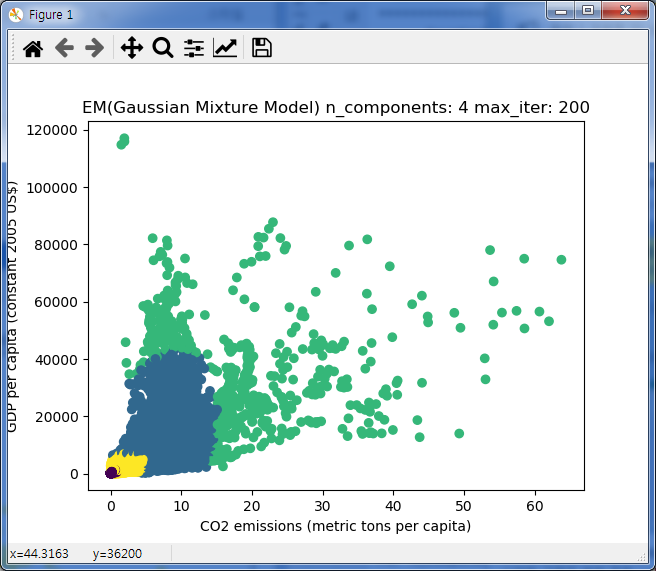 Figure 1
EM(Gaussian Mixture Model) n_components: 4 max_iter: 200
120000
100000
80000
60000
40000
20000
0
GDP per capita (constant 2005 US$)
0 10 20 30 40 50 60
CO2 emissions (metric tons per capita)
x=44.3163 y=36200